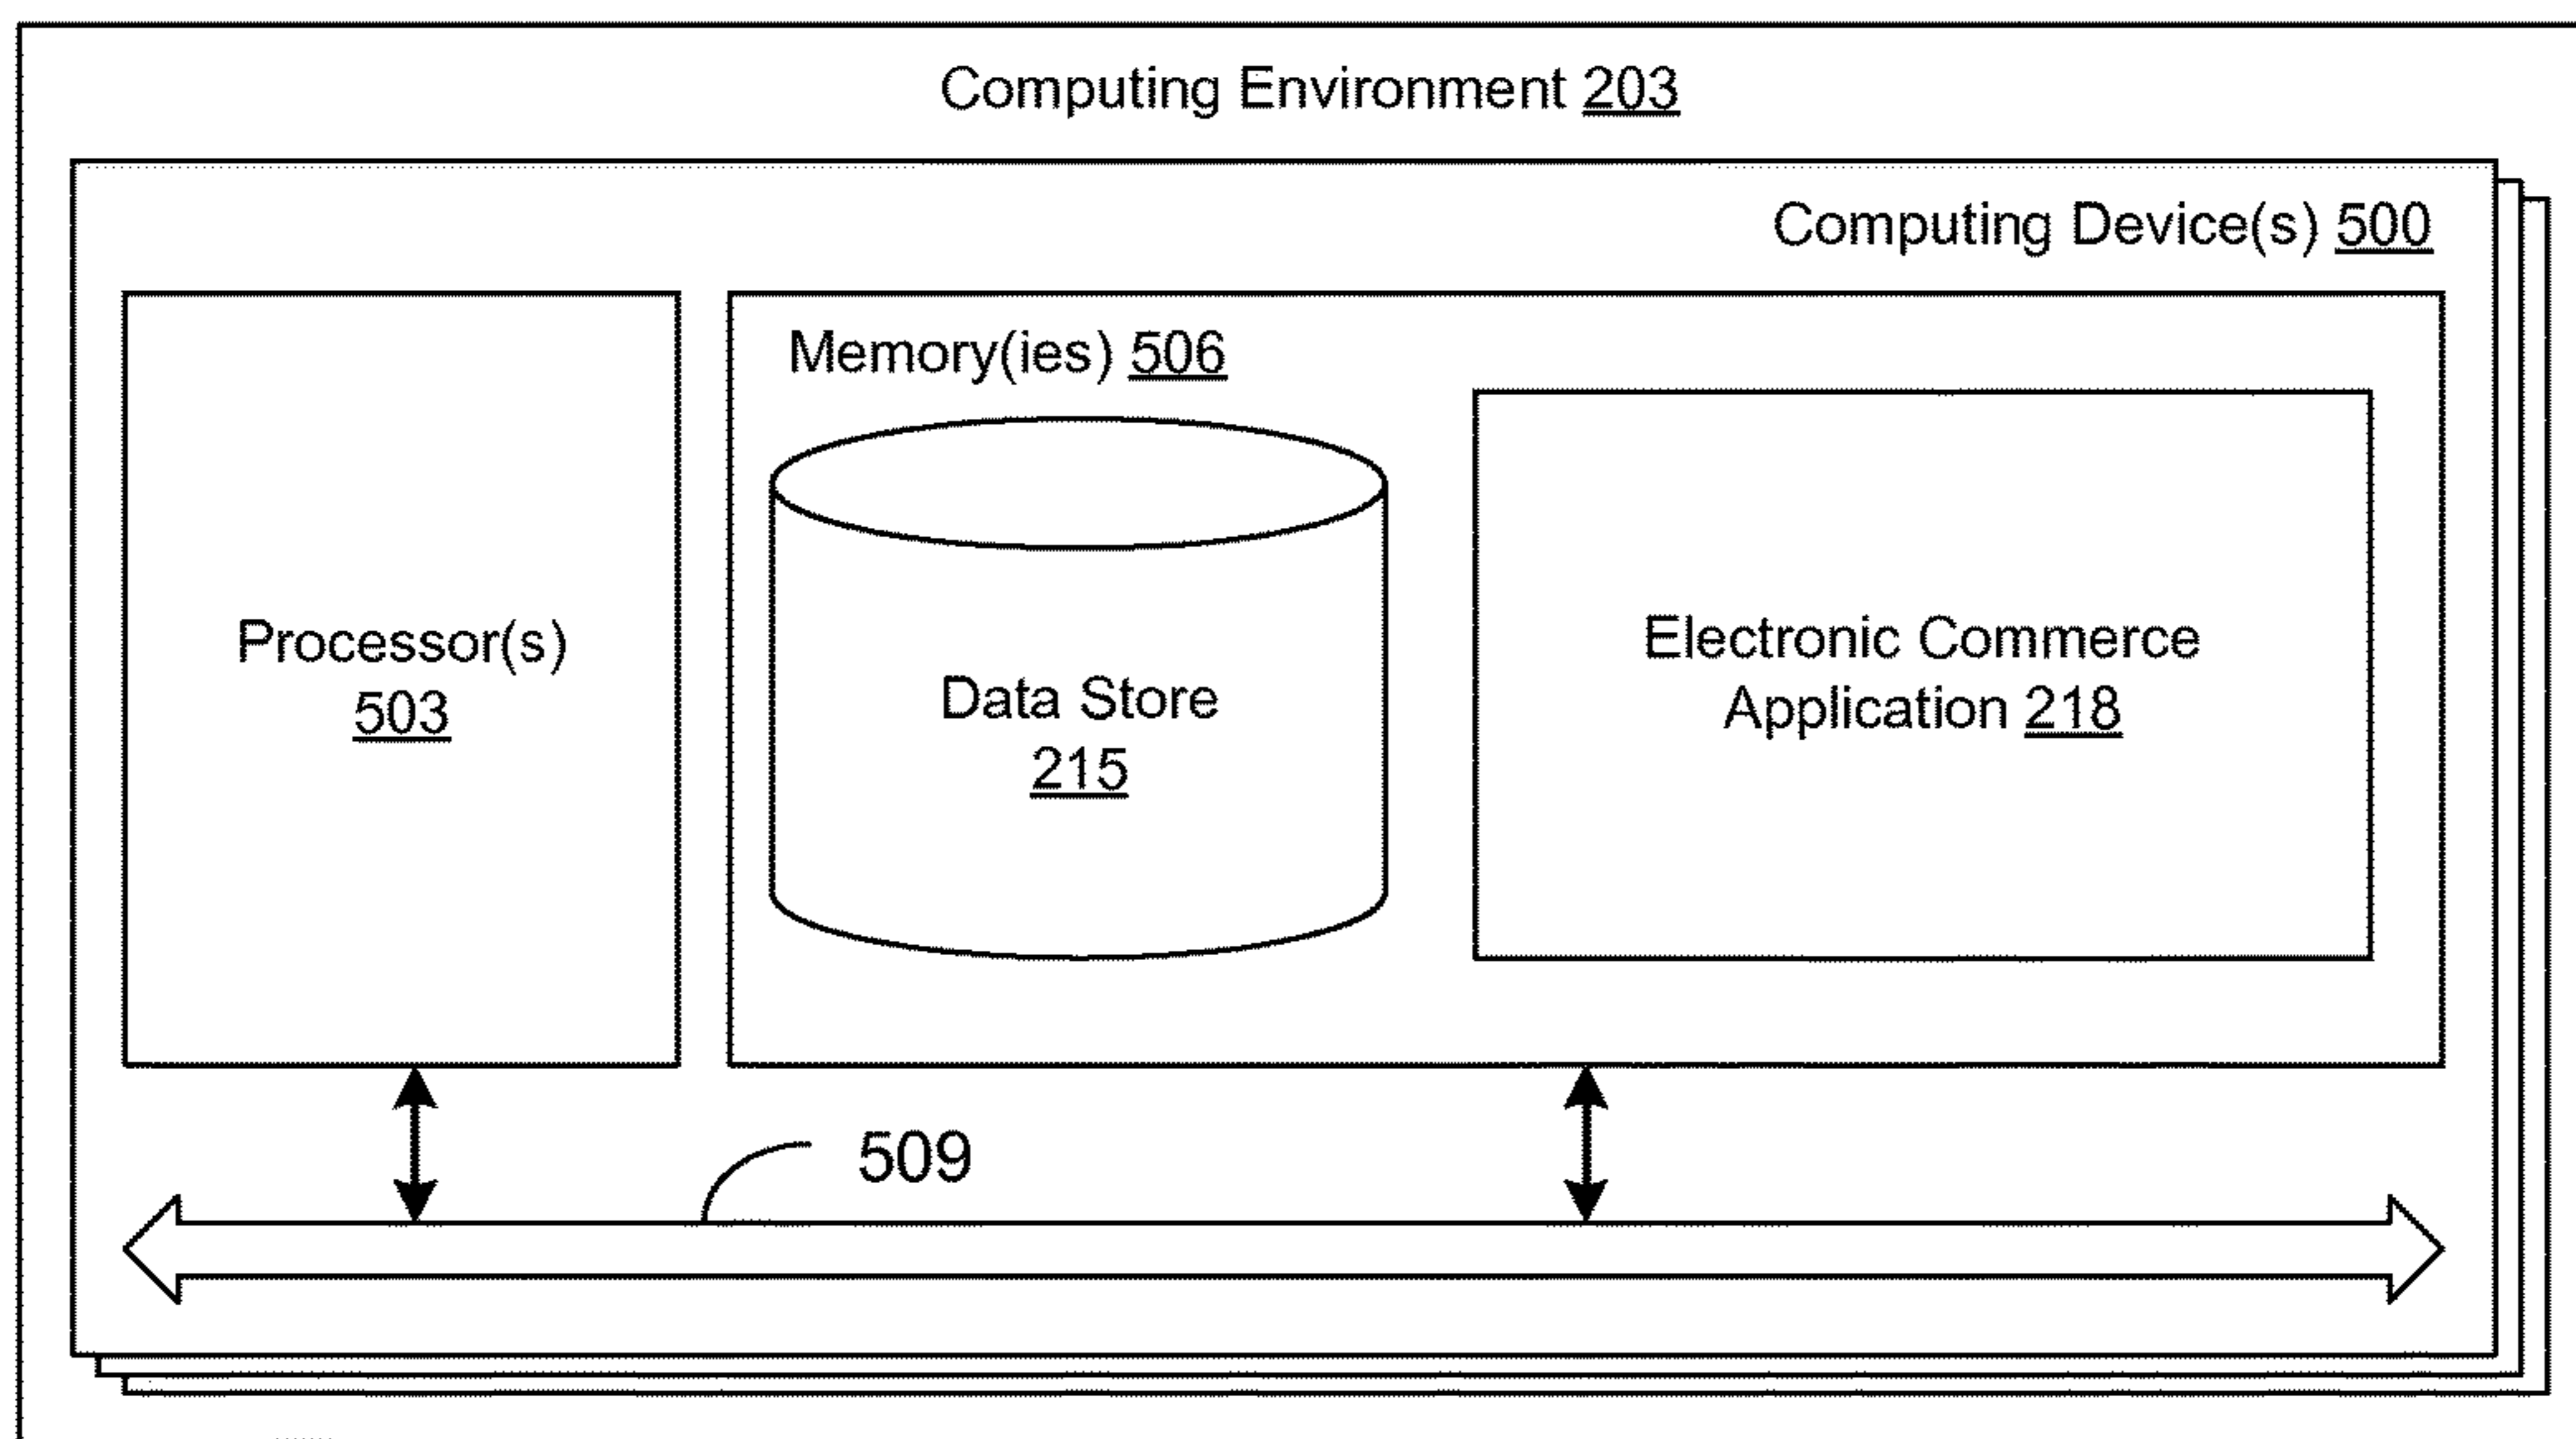 Computing Environment 203
Computing Device(s) 500
Memory(ies) 506
Processor(s)
503
Data Store
215
Electronic Commerce
Application 218
509